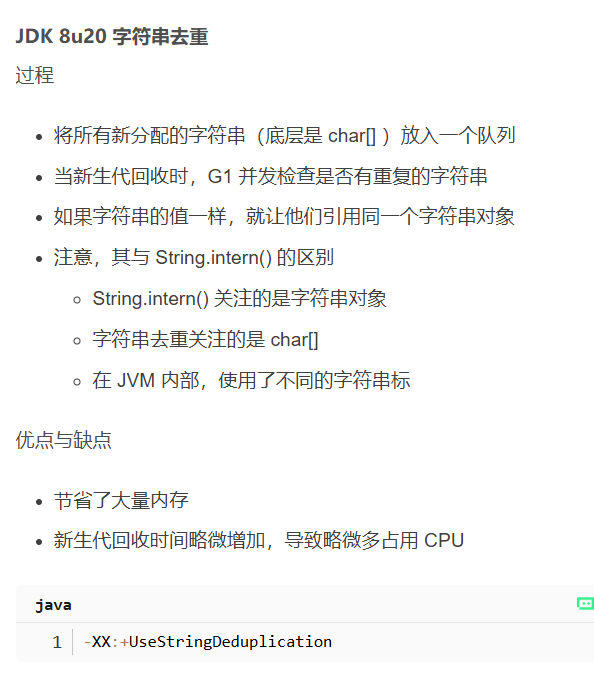 JDK 8u20 字符串去重
过程
将所有新分配的字符串（底层是 char[] ）放入一个队列
当新生代回收时，G1 并发检查是否有重复的字符串
如果字符串的值一样，就让他们引用同一个字符串对象
注意，其与 String.intern() 的区别
String.intern() 关注的是字符串对象
字符串去重关注的是 char[]
在 JVM 内部，使用了不同的字符串标
优点与缺点
节省了大量内存
新生代回收时间略微增加，导致略微多占用 CPU
java
1 -XX:+UseStringDeduplication